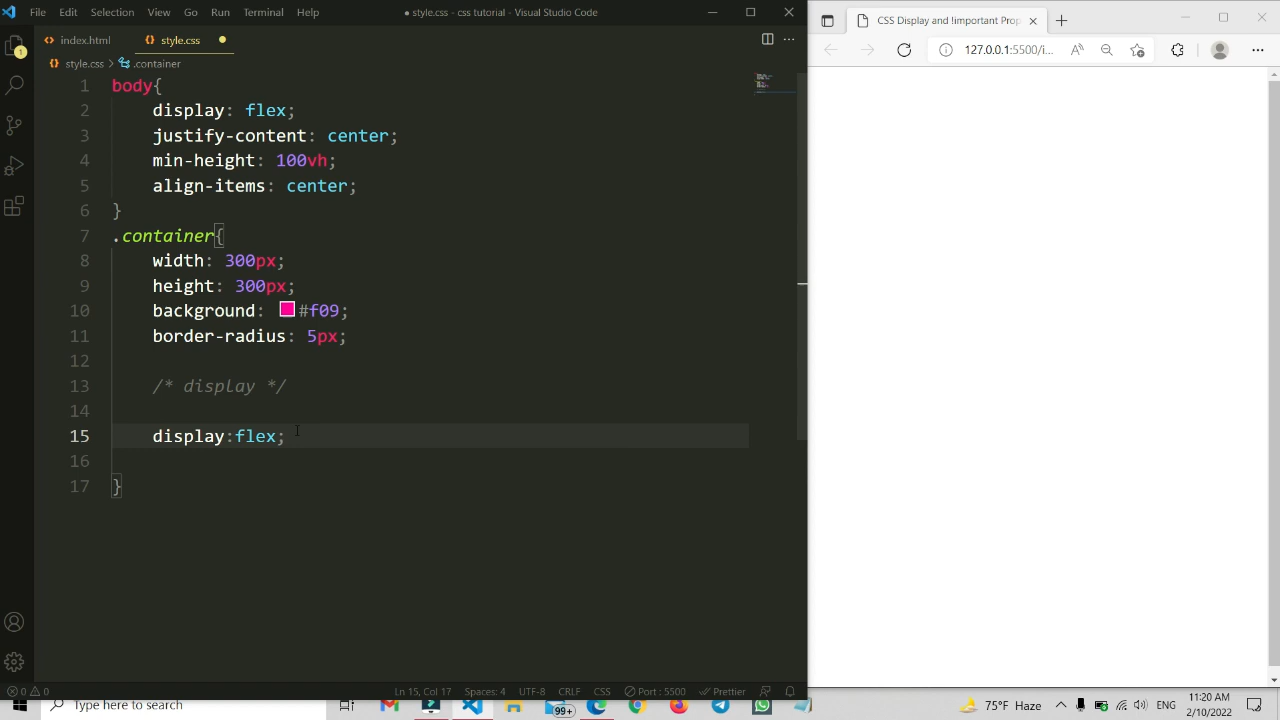 File Edit Selection View Go Run Terminal Help ● style.css - css tutorial - Visual Studio Code
CSS Display and !important Prop
index.html style.css
127.0.0.1:5500/i...
style.css > .container
1 body{
2 display: flex;
3 justify-content: center;
4 min-height: 100vh;
5 align-items: center;
6 }
7 .container{
8 width: 300px;
9 height: 300px;
10 background: #f09;
11 border-radius: 5px;
12
13 /* display */
14
15 display:flex;
16
17 }
1
0 0 Ln 15, Col 17 Spaces: 4 UTF-8 CRLF CSS Port : 5500 Prettier
Type here to search 99+ 75°F Haze ENG 11:20 AM
2/10/2022